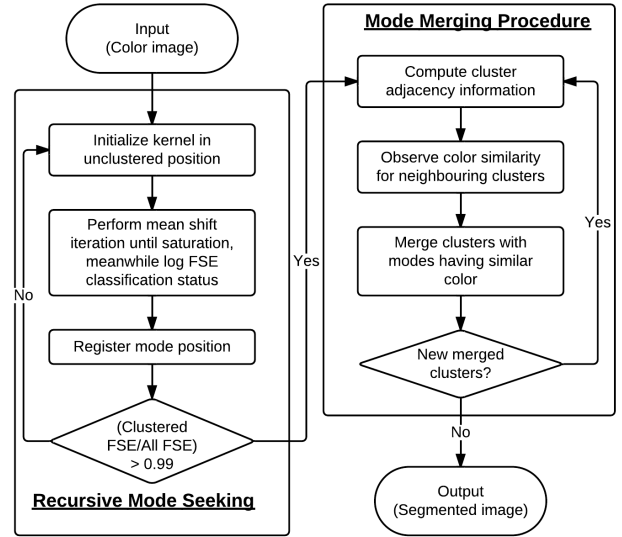 Input
(Color image)
Initialize kernel in
unclustered position
Perform mean shift
iteration until saturation,
meanwhile log FSE
classification status
Register mode position
(Clustered
FSE/All FSE)
> 0.99
No
Yes
Recursive Mode Seeking
Mode Merging Procedure
Compute cluster
adjacency information
Observe color similarity
for neighbouring clusters
Merge clusters with
modes having similar
color
New merged
clusters?
Yes
No
Output
(Segmented image)